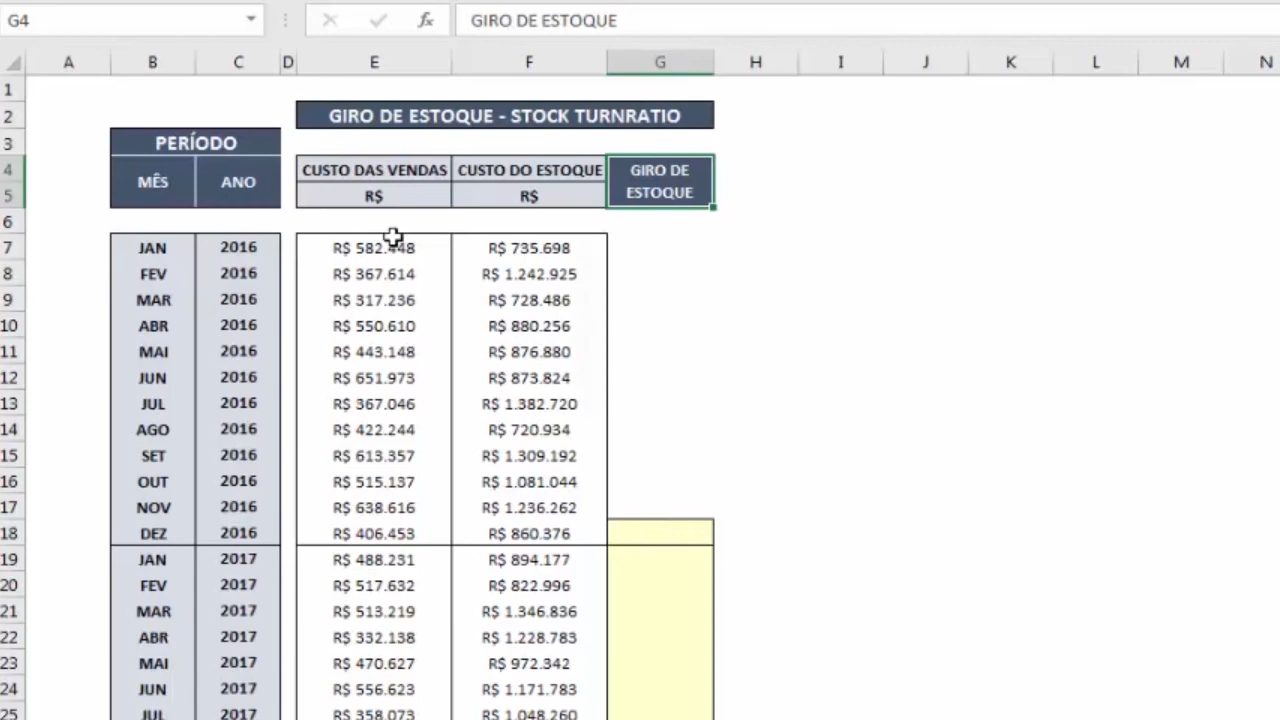 G4 fx GIRO DE ESTOQUE
A B C D E F G H I J K L M N
1
2 GIRO DE ESTOQUE - STOCK TURNRATIO
3 PERÍODO
4 MÊS ANO CUSTO DAS VENDAS CUSTO DO ESTOQUE GIRO DE
5 R$ R$ ESTOQUE
6
7 JAN 2016 R$ 582.448 R$ 735.698
8 FEV 2016 R$ 367.614 R$ 1.242.925
9 MAR 2016 R$ 317.236 R$ 728.486
10 ABR 2016 R$ 550.610 R$ 880.256
11 MAI 2016 R$ 443.148 R$ 876.880
12 JUN 2016 R$ 651.973 R$ 873.824
13 JUL 2016 R$ 367.046 R$ 1.382.720
14 AGO 2016 R$ 422.244 R$ 720.934
15 SET 2016 R$ 613.357 R$ 1.309.192
16 OUT 2016 R$ 515.137 R$ 1.081.044
17 NOV 2016 R$ 638.616 R$ 1.236.262
18 DEZ 2016 R$ 406.453 R$ 860.376
19 JAN 2017 R$ 488.231 R$ 894.177
20 FEV 2017 R$ 517.632 R$ 822.996
21 MAR 2017 R$ 513.219 R$ 1.346.836
22 ABR 2017 R$ 332.138 R$ 1.228.783
23 MAI 2017 R$ 470.627 R$ 972.342
24 JUN 2017 R$ 556.623 R$ 1.171.783
25 JUL 2017 R$ 358.073 R$ 1.048.260